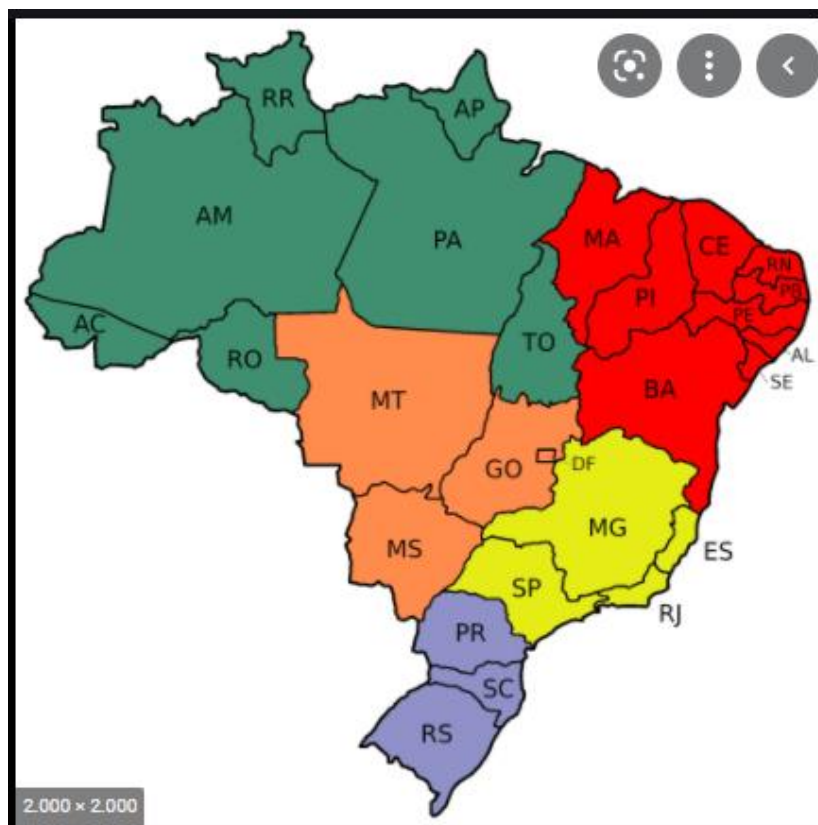 RR
AP
AM
PA
MA
CE
RN
PB
PI
PE
AC
RO
TO
AL
SE
BA
MT
GO
DF
MG
MS
ES
SP
RJ
PR
SC
RS
2.000 × 2.000